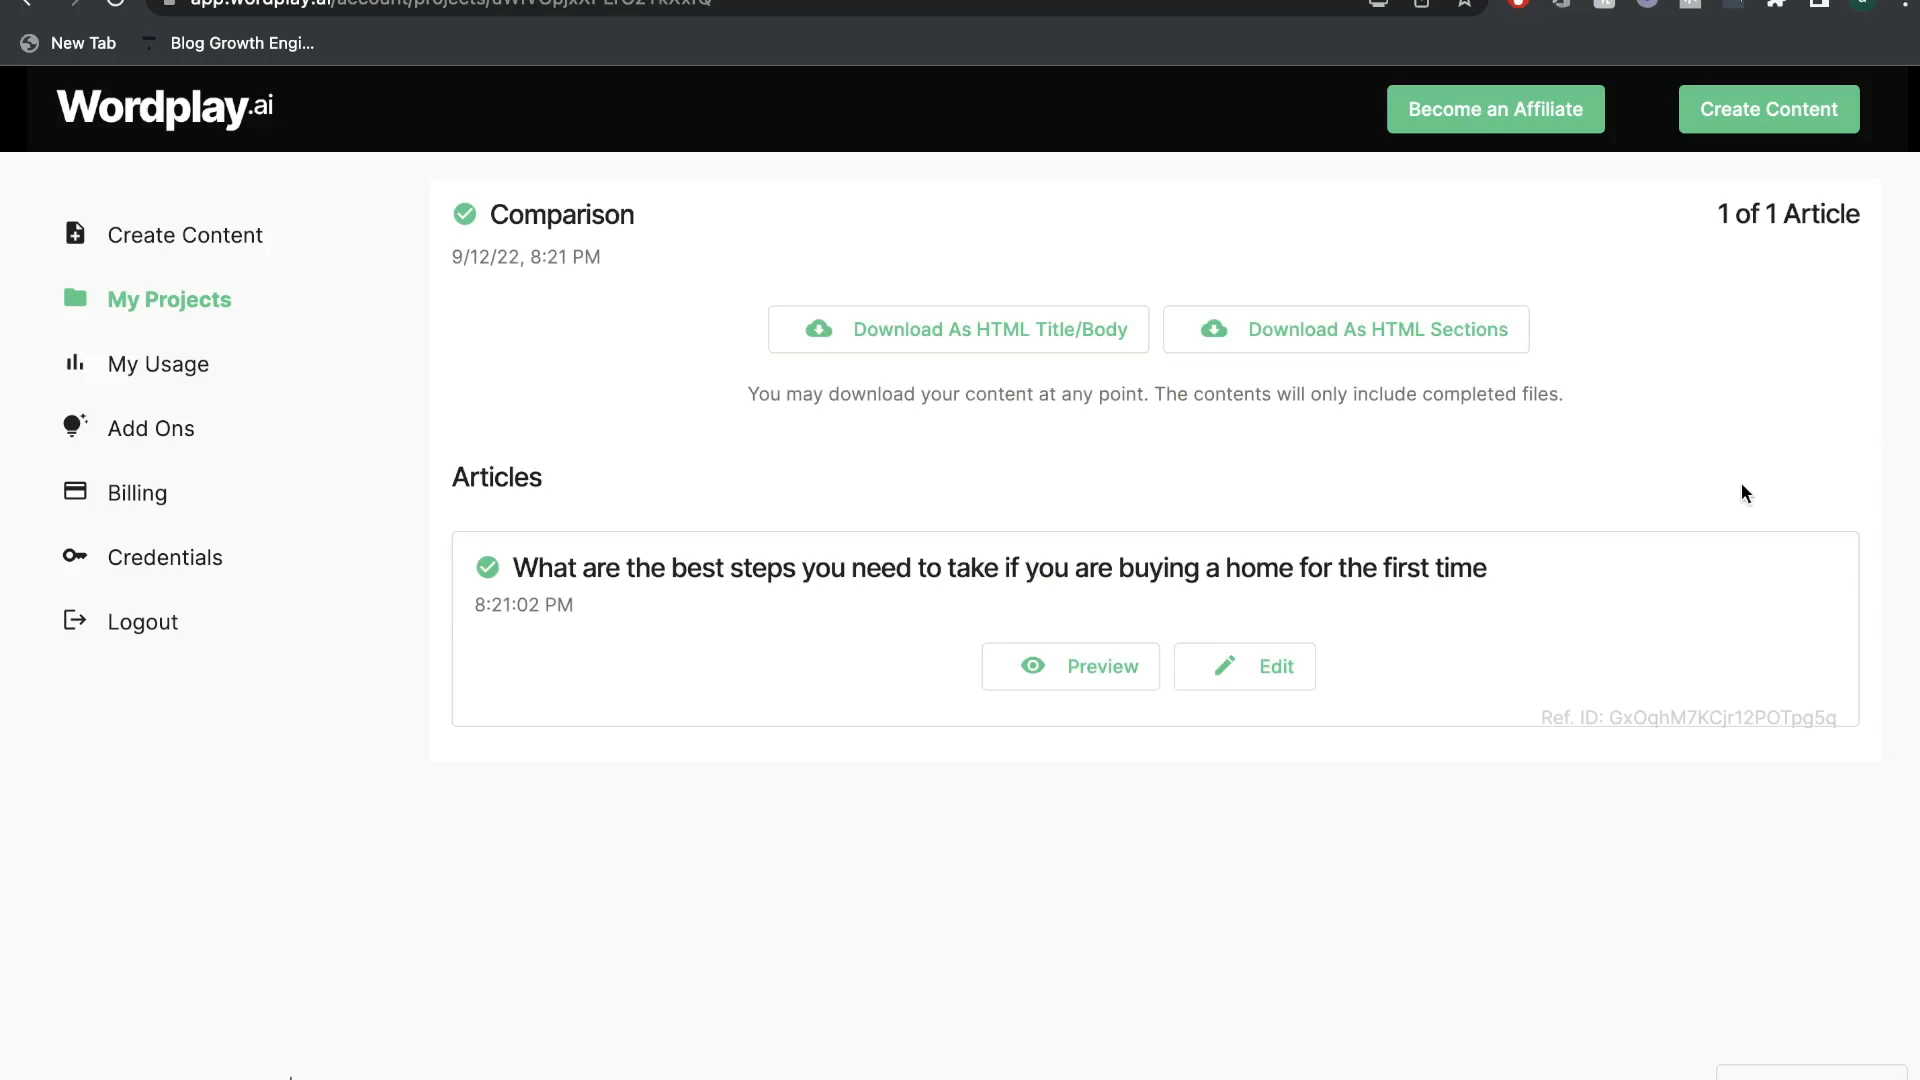 New Tab
Blog Growth Engi...
Wordplay.ai
Become an Affiliate
Create Content
Create Content
My Projects
My Usage
Add Ons
Billing
Credentials
Logout
Comparison
1 of 1 Article
9/12/22, 8:21 PM
Download As HTML Title/Body
Download As HTML Sections
You may download your content at any point. The contents will only include completed files.
Articles
What are the best steps you need to take if you are buying a home for the first time
8:21:02 PM
Preview
Edit
Ref. ID: GxOqhM7KCjr12POTpg5q